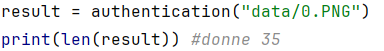 result = authentication("data/0.PNG")
print(len(result)) #donne 35